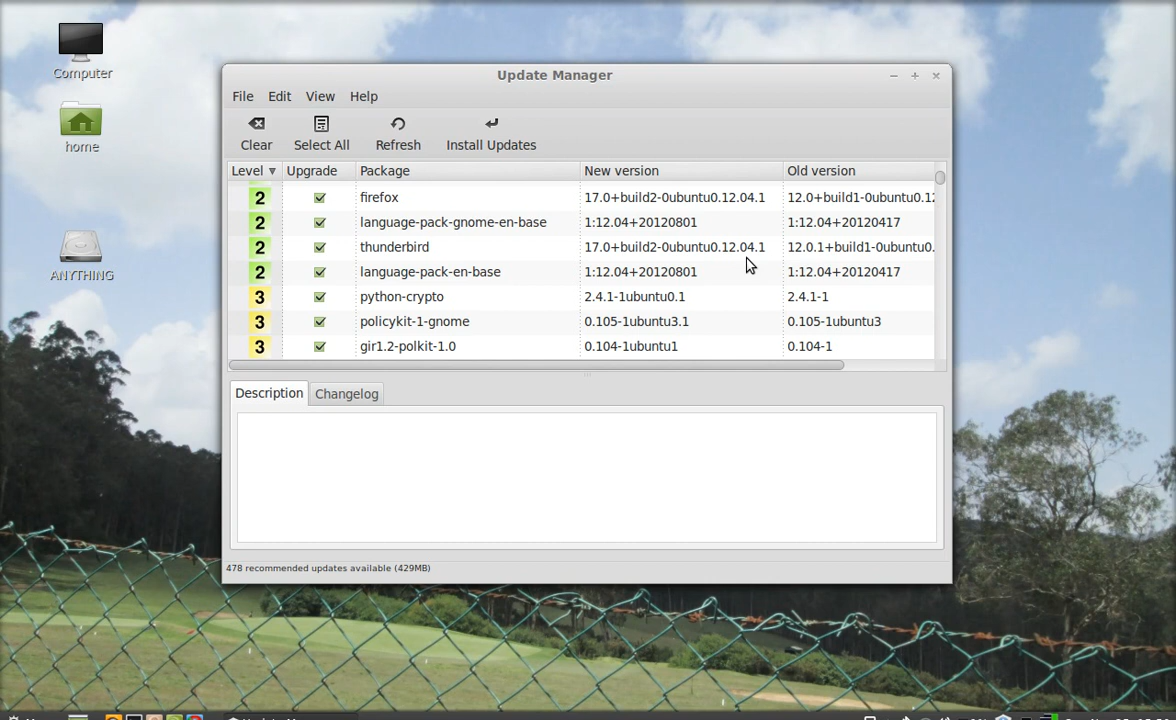 Computer
home
ANYTHING
Update Manager
File Edit View Help
Clear Select All Refresh Install Updates
Level Upgrade Package New version Old version
2 firefox 17.0+build2-0ubuntu0.12.04.1 12.0+build1-0ubuntu0.12
2 language-pack-gnome-en-base 1:12.04+20120801 1:12.04+20120417
2 thunderbird 17.0+build2-0ubuntu0.12.04.1 12.0.1+build1-0ubuntu0.
2 language-pack-en-base 1:12.04+20120801 1:12.04+20120417
3 python-crypto 2.4.1-1ubuntu0.1 2.4.1-1
3 policykit-1-gnome 0.105-1ubuntu3.1 0.105-1ubuntu3
3 gir1.2-polkit-1.0 0.104-1ubuntu1 0.104-1
Description Changelog
478 recommended updates available (429MB)